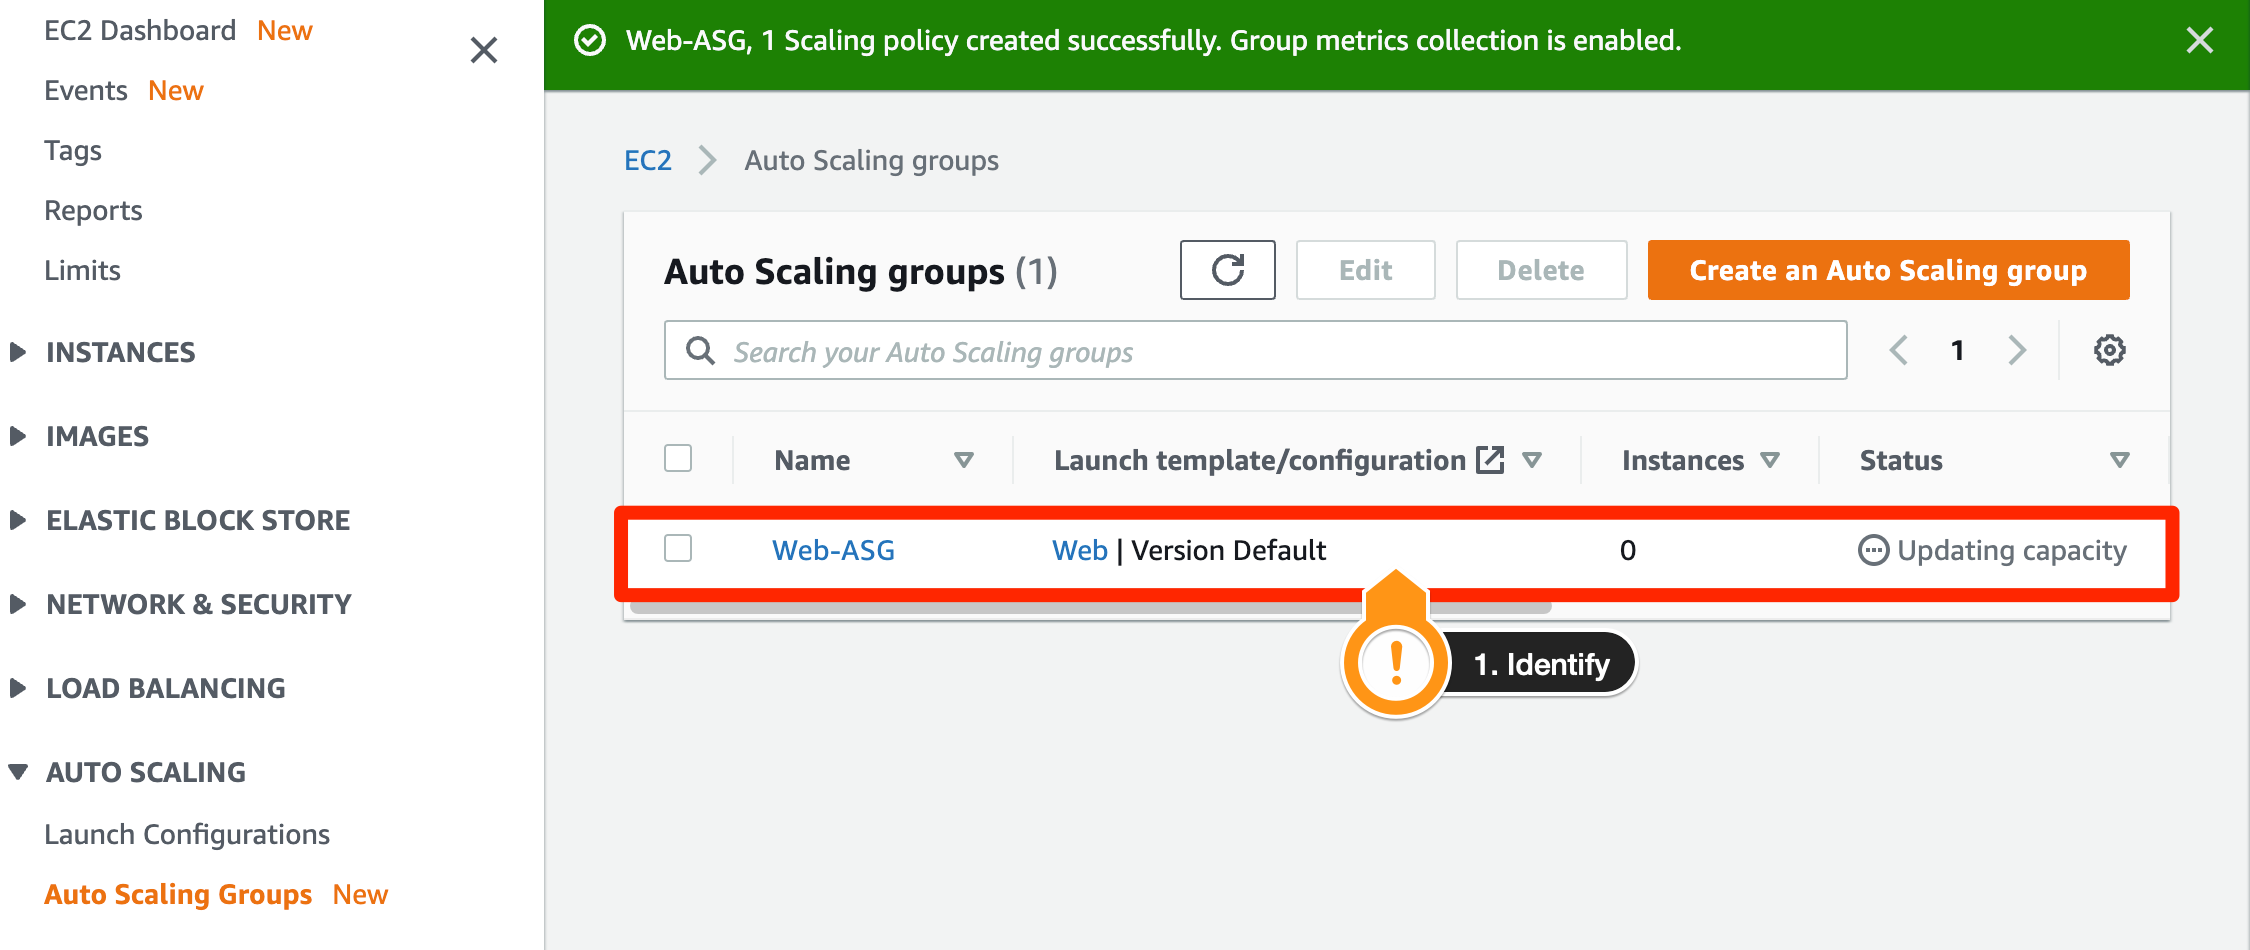 EC2 Dashboard New
Events New
Tags
Reports
Limits
INSTANCES
IMAGES
ELASTIC BLOCK STORE
NETWORK & SECURITY
LOAD BALANCING
AUTO SCALING
Launch Configurations
Auto Scaling Groups New
Web-ASG, 1 Scaling policy created successfully. Group metrics collection is enabled.
EC2 Auto Scaling groups
Auto Scaling groups (1) Edit Delete Create an Auto Scaling group
Search your Auto Scaling groups 1
Name Launch template/configuration Instances Status
Web-ASG Web | Version Default 0 Updating capacity
! 1. Identify